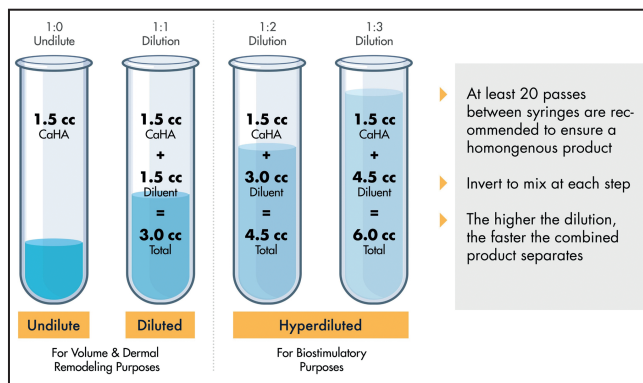 1:0
Undilute
1:1
Dilution
1:2
Dilution
1:3
Dilution
1.5 cc
CaHA
1.5 cc
CaHA
+
1.5 cc
Diluent
=
3.0 cc
Total
1.5 cc
CaHA
+
3.0 cc
Diluent
=
4.5 cc
Total
1.5 cc
CaHA
+
4.5 cc
Diluent
=
6.0 cc
Total
Undilute
Diluted
Hyperdiluted
For Volume & Dermal
Remodeling Purposes
For Biostimulatory
Purposes
At least 20 passes
between syringes are rec-
ommended to ensure a
homogenous product
Invert to mix at each step
The higher the dilution,
the faster the combined
product separates